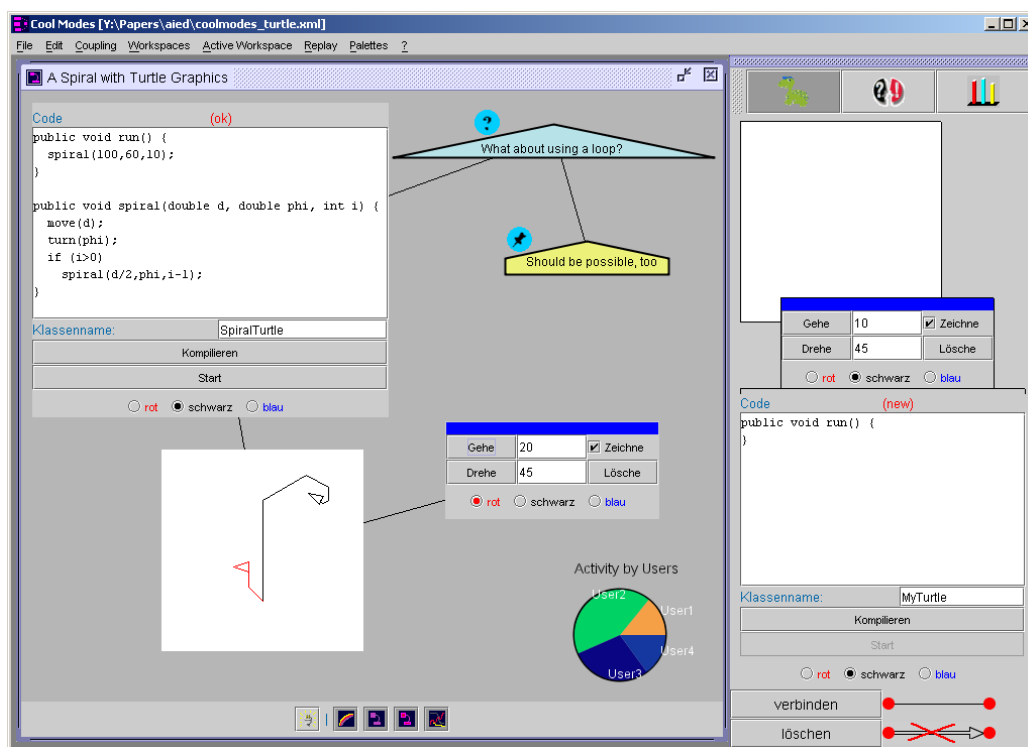 Cool Modes [Y:\Papers\aied\coolmodes_turtle.xml]
File Edit Coupling Workspaces Active Workspace Replay Palettes ?
A Spiral with Turtle Graphics
Code (ok)
public void run() {
spiral(100,60,10);
}
public void spiral(double d, double phi, int i) {
move(d);
turn(phi);
if (i>0)
spiral(d/2,phi,i-1);
}
Klassenname: SpiralTurtle
Kompilieren
Start
rot schwarz blau
?
What about using a loop?
Should be possible, too
Gehe 20 Zeichne
Drehe 45 Lösche
rot schwarz blau
Activity by Users
User2
User1
User4
User3
Gehe 10 Zeichne
Drehe 45 Lösche
rot schwarz blau
Code (new)
public void run() {
}
Klassenname: MyTurtle
Kompilieren
Start
rot schwarz blau
verbinden
löschen